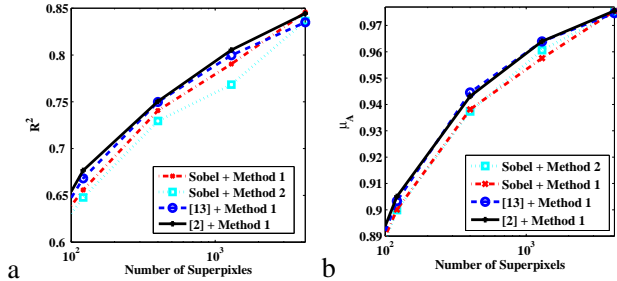 0.85
0.8
0.75
0.7
0.65
0.6
R²
10²
10³
Number of Superpixles
Sobel + Method 1
Sobel + Method 2
[13] + Method 1
[2] + Method 1
a
0.97
0.96
0.95
0.94
0.93
0.92
0.91
0.9
0.89
μA
10²
10³
Number of Superpixels
Sobel + Method 2
Sobel + Method 1
[13] + Method 1
[2] + Method 1
b